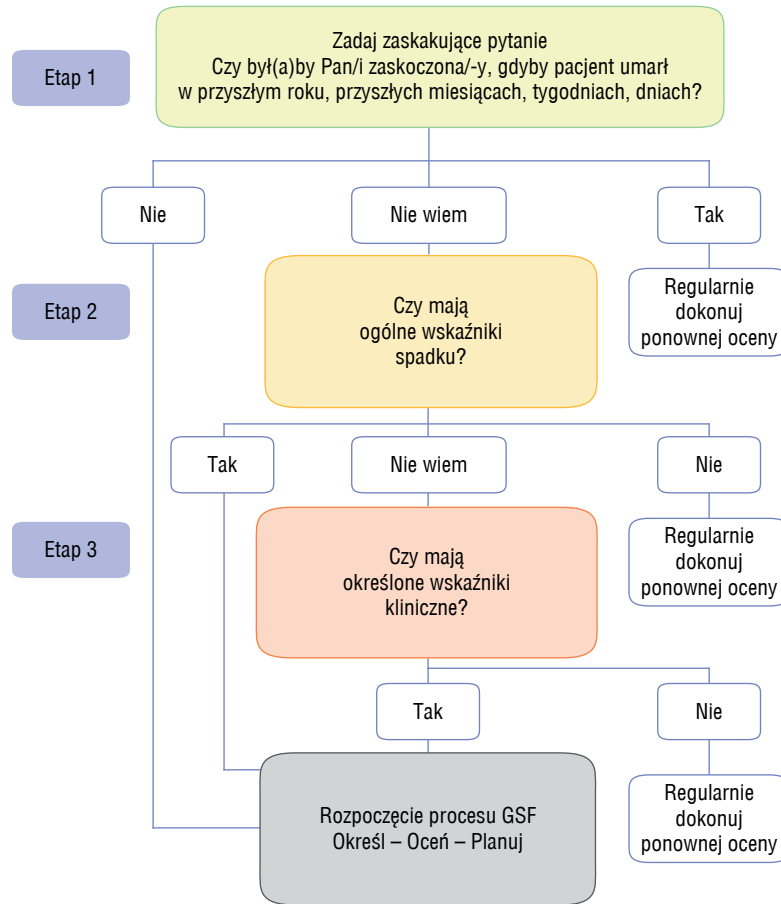 Etap 1
Zadaj zaskakujące pytanie
Czy był(a)by Pan/i zaskoczona/-y, gdyby pacjent umarł
w przyszłym roku, przyszłych miesiącach, tygodniach, dniach?
Nie
Nie wiem
Tak
Etap 2
Czy mają
ogólne wskaźniki
spadku?
Regularnie
dokonuj
ponownej oceny
Tak
Nie wiem
Nie
Etap 3
Czy mają
określone wskaźniki
kliniczne?
Regularnie
dokonuj
ponownej oceny
Tak
Nie
Rozpoczęcie procesu GSF
Określ – Oceń – Planuj
Regularnie
dokonuj
ponownej oceny